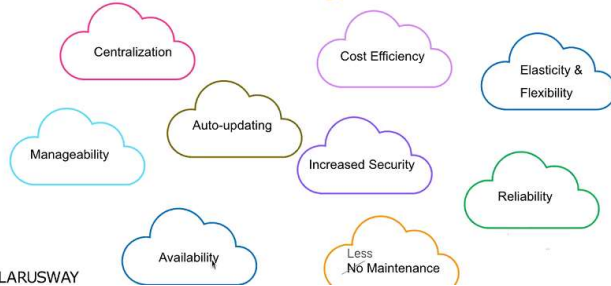 Centralization
Cost Efficiency
Elasticity &
Flexibility
Auto-updating
Manageability
Increased Security
Reliability
Availability
Less
No Maintenance
LARUSWAY